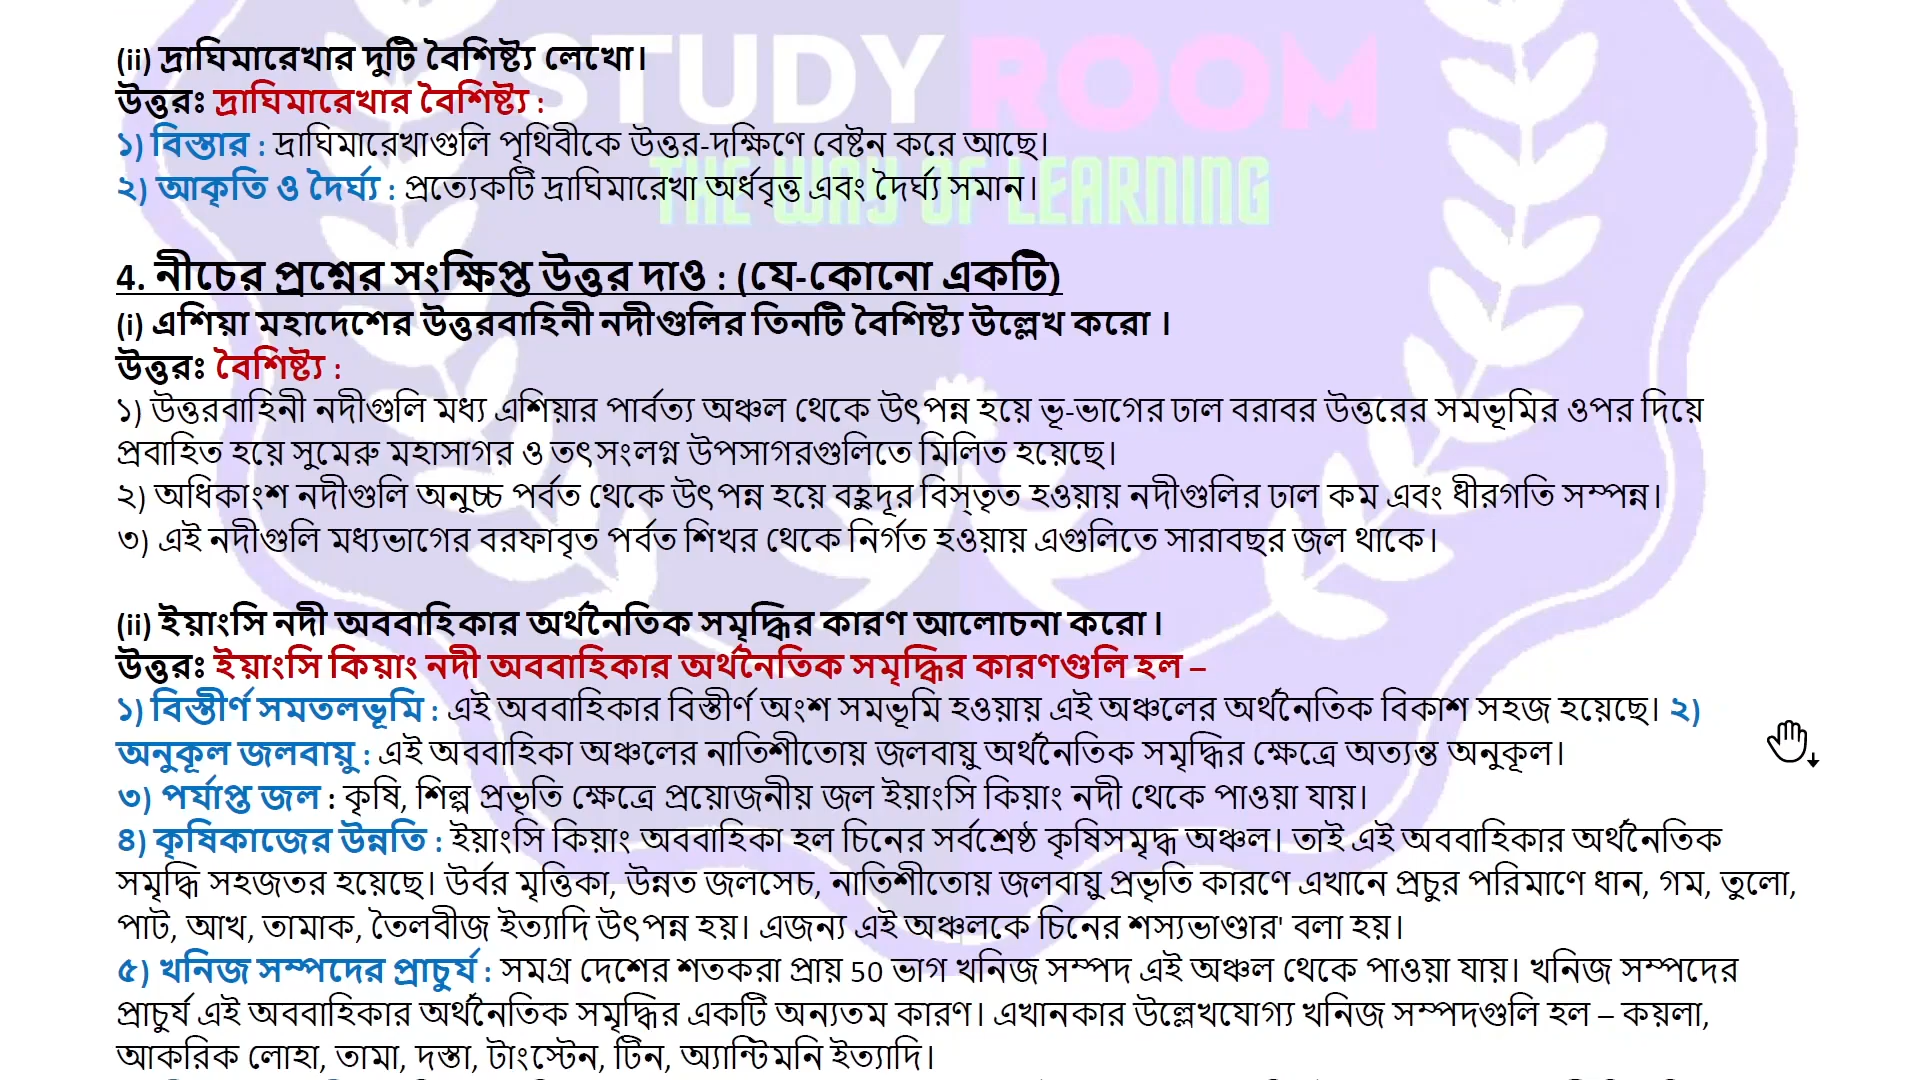 STUDY ROOM
THE WAY OF LEARNING
(ii) দ্রাঘিমারেখার দুটি বৈশিষ্ট্য লেখো।
উত্তরঃ দ্রাঘিমারেখার বৈশিষ্ট্য :
১) বিস্তার : দ্রাঘিমারেখাগুলি পৃথিবীকে উত্তর-দক্ষিণে বেষ্টন করে আছে।
২) আকৃতি ও দৈর্ঘ্য : প্রত্যেকটি দ্রাঘিমারেখা অর্ধবৃত্ত এবং দৈর্ঘ্য সমান।
4. নীচের প্রশ্নের সংক্ষিপ্ত উত্তর দাও : (যে-কোনো একটি)
(i) এশিয়া মহাদেশের উত্তরবাহিনী নদীগুলির তিনটি বৈশিষ্ট্য উল্লেখ করো ।
উত্তরঃ বৈশিষ্ট্য :
১) উত্তরবাহিনী নদীগুলি মধ্য এশিয়ার পার্বত্য অঞ্চল থেকে উৎপন্ন হয়ে ভূ-ভাগের ঢাল বরাবর উত্তরের সমভূমির ওপর দিয়ে
প্রবাহিত হয়ে সুমেরু মহাসাগর ও তৎসংলগ্ন উপসাগরগুলিতে মিলিত হয়েছে।
২) অধিকাংশ নদীগুলি অনুচ্চ পর্বত থেকে উৎপন্ন হয়ে বহুদূর বিস্তৃত হওয়ায় নদীগুলির ঢাল কম এবং ধীরগতি সম্পন্ন।
৩) এই নদীগুলি মধ্যভাগের বরফাবৃত পর্বত শিখর থেকে নির্গত হওয়ায় এগুলিতে সারাবছর জল থাকে।
(ii) ইয়াংসি নদী অববাহিকার অর্থনৈতিক সমৃদ্ধির কারণ আলোচনা করো।
উত্তরঃ ইয়াংসি কিয়াং নদী অববাহিকার অর্থনৈতিক সমৃদ্ধির কারণগুলি হল –
১) বিস্তীর্ণ সমতলভূমি : এই অববাহিকার বিস্তীর্ণ অংশ সমভূমি হওয়ায় এই অঞ্চলের অর্থনৈতিক বিকাশ সহজ হয়েছে। ২)
অনুকূল জলবায়ু : এই অববাহিকা অঞ্চলের নাতিশীতোয় জলবায়ু অর্থনৈতিক সমৃদ্ধির ক্ষেত্রে অত্যন্ত অনুকূল।
৩) পর্যাপ্ত জল : কৃষি, শিল্প প্রভৃতি ক্ষেত্রে প্রয়োজনীয় জল ইয়াংসি কিয়াং নদী থেকে পাওয়া যায়।
৪) কৃষিকাজের উন্নতি : ইয়াংসি কিয়াং অববাহিকা হল চিনের সর্বশ্রেষ্ঠ কৃষিসমৃদ্ধ অঞ্চল। তাই এই অববাহিকার অর্থনৈতিক
সমৃদ্ধি সহজতর হয়েছে। উর্বর মৃত্তিকা, উন্নত জলসেচ, নাতিশীতোয় জলবায়ু প্রভৃতি কারণে এখানে প্রচুর পরিমাণে ধান, গম, তুলো,
পাট, আখ, তামাক, তৈলবীজ ইত্যাদি উৎপন্ন হয়। এজন্য এই অঞ্চলকে চিনের শস্যভাণ্ডার' বলা হয়।
৫) খনিজ সম্পদের প্রাচুর্য : সমগ্র দেশের শতকরা প্রায় 50 ভাগ খনিজ সম্পদ এই অঞ্চল থেকে পাওয়া যায়। খনিজ সম্পদের
প্রাচুর্য এই অববাহিকার অর্থনৈতিক সমৃদ্ধির একটি অন্যতম কারণ। এখানকার উল্লেখযোগ্য খনিজ সম্পদগুলি হল – কয়লা,
আকরিক লোহা, তামা, দস্তা, টাংস্টেন, টিন, অ্যান্টিমনি ইত্যাদি।